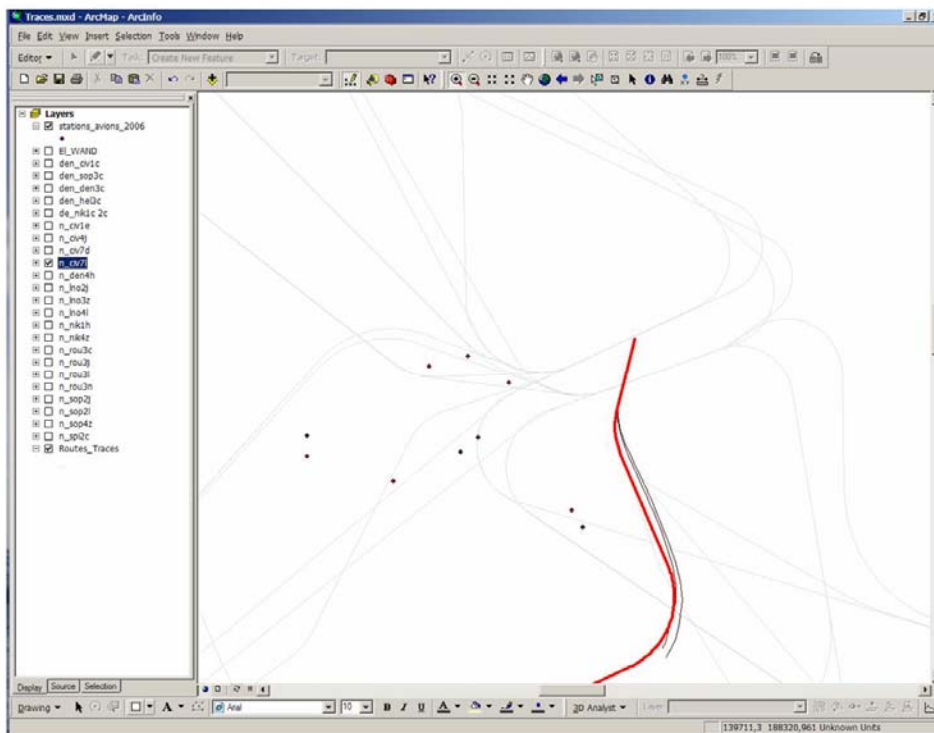 Traces.mxd - ArcMap - ArcInfo
File Edit View Insert Selection Tools Window Help
Editor Task: Create New Feature Target: 100%
Layers
stations_avions_2006
El_WAND
den_civ1c
den_sop3c
den_den3c
den_hel3c
de_nik1c 2c
n_civ1e
n_civ4j
n_civ7d
n_civ7j
n_den4h
n_lno2j
n_lno3z
n_lno4l
n_nik1h
n_nik4z
n_rou3c
n_rou3j
n_rou3l
n_rou3n
n_sop2j
n_sop2l
n_sop4z
n_spi2c
Routes_Traces
Display Source Selection
Drawing A Arial 10 B I U A 3D Analyst Layer
139711,3 188320,961 Unknown Units